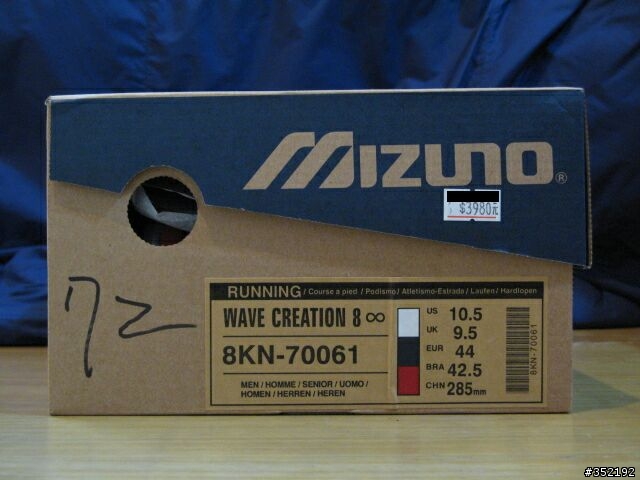 MIZUNO®
$3980元
72
RUNNING / Course a pied / Podismo / Atletismo-Estrada / Laufen / Hardlopen
WAVE CREATION 8 ∞
8KN-70061
MEN / HOMME / SENIOR / UOMO /
HOMEN / HERREN / HEREN
US 10.5
UK 9.5
EUR 44
BRA 42.5
CHN 285mm
8KN-70061
#352192